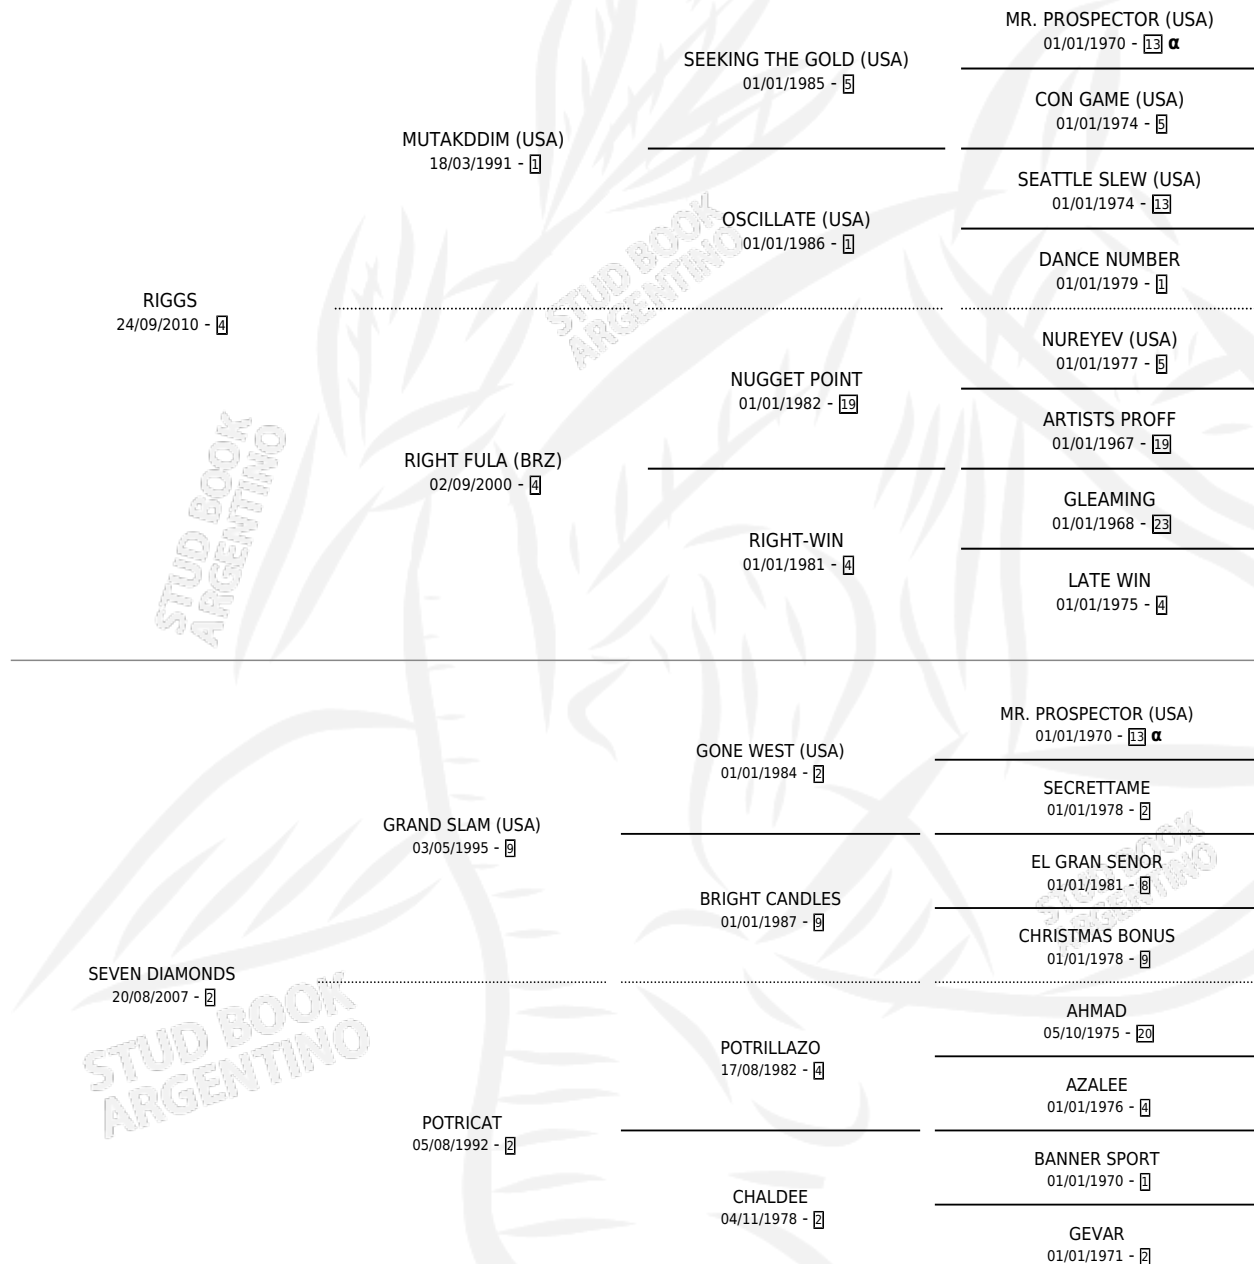 MR. PROSPECTOR (USA)
01/01/1970 - 13 α
SEEKING THE GOLD (USA)
01/01/1985 - 5
CON GAME (USA)
01/01/1974 - 5
MUTAKDDIM (USA)
18/03/1991 - 1
SEATTLE SLEW (USA)
01/01/1974 - 13
OSCILLATE (USA)
01/01/1986 - 1
DANCE NUMBER
01/01/1979 - 1
RIGGS
24/09/2010 - 4
NUREYEV (USA)
01/01/1977 - 5
NUGGET POINT
01/01/1982 - 19
ARTISTS PROFF
01/01/1967 - 19
RIGHT FULA (BRZ)
02/09/2000 - 4
GLEAMING
01/01/1968 - 23
RIGHT-WIN
01/01/1981 - 4
LATE WIN
01/01/1975 - 4
MR. PROSPECTOR (USA)
01/01/1970 - 13 α
GONE WEST (USA)
01/01/1984 - 2
SECRETTAME
01/01/1978 - 2
GRAND SLAM (USA)
03/05/1995 - 9
EL GRAN SENOR
01/01/1981 - 8
BRIGHT CANDLES
01/01/1987 - 9
CHRISTMAS BONUS
01/01/1978 - 9
SEVEN DIAMONDS
20/08/2007 - 2
AHMAD
05/10/1975 - 20
POTRILLAZO
17/08/1982 - 4
AZALEE
01/01/1976 - 4
POTRICAT
05/08/1992 - 2
BANNER SPORT
01/01/1970 - 1
CHALDEE
04/11/1978 - 2
GEVAR
01/01/1971 - 2
STUD BOOK
ARGENTINO
STUD BOOK
ARGENTINO
STUD BOOK
ARGENTINO
STUD BOOK
ARGENTINO